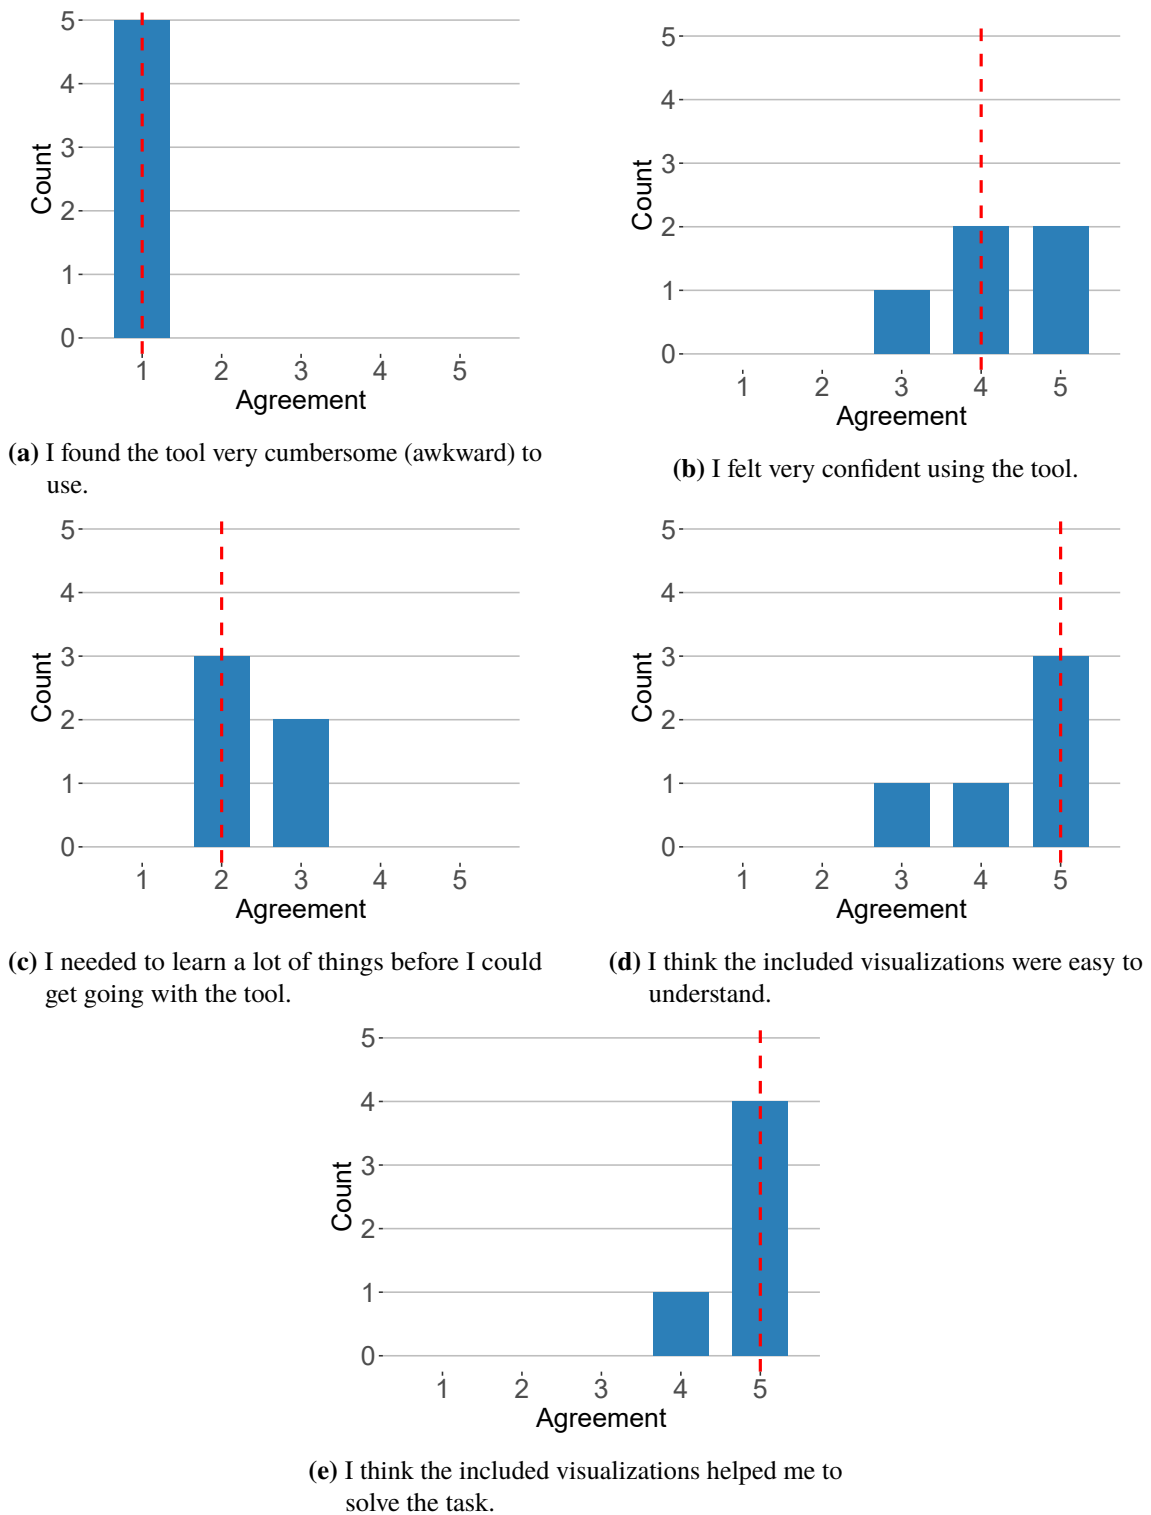 5
4
3
2
1
0
Count
1 2 3 4 5
Agreement
(a) I found the tool very cumbersome (awkward) to
use.
5
4
3
2
1
0
Count
1 2 3 4 5
Agreement
(b) I felt very confident using the tool.
5
4
3
2
1
0
Count
1 2 3 4 5
Agreement
(c) I needed to learn a lot of things before I could
get going with the tool.
5
4
3
2
1
0
Count
1 2 3 4 5
Agreement
(d) I think the included visualizations were easy to
understand.
5
4
3
2
1
0
Count
1 2 3 4 5
Agreement
(e) I think the included visualizations helped me to
solve the task.